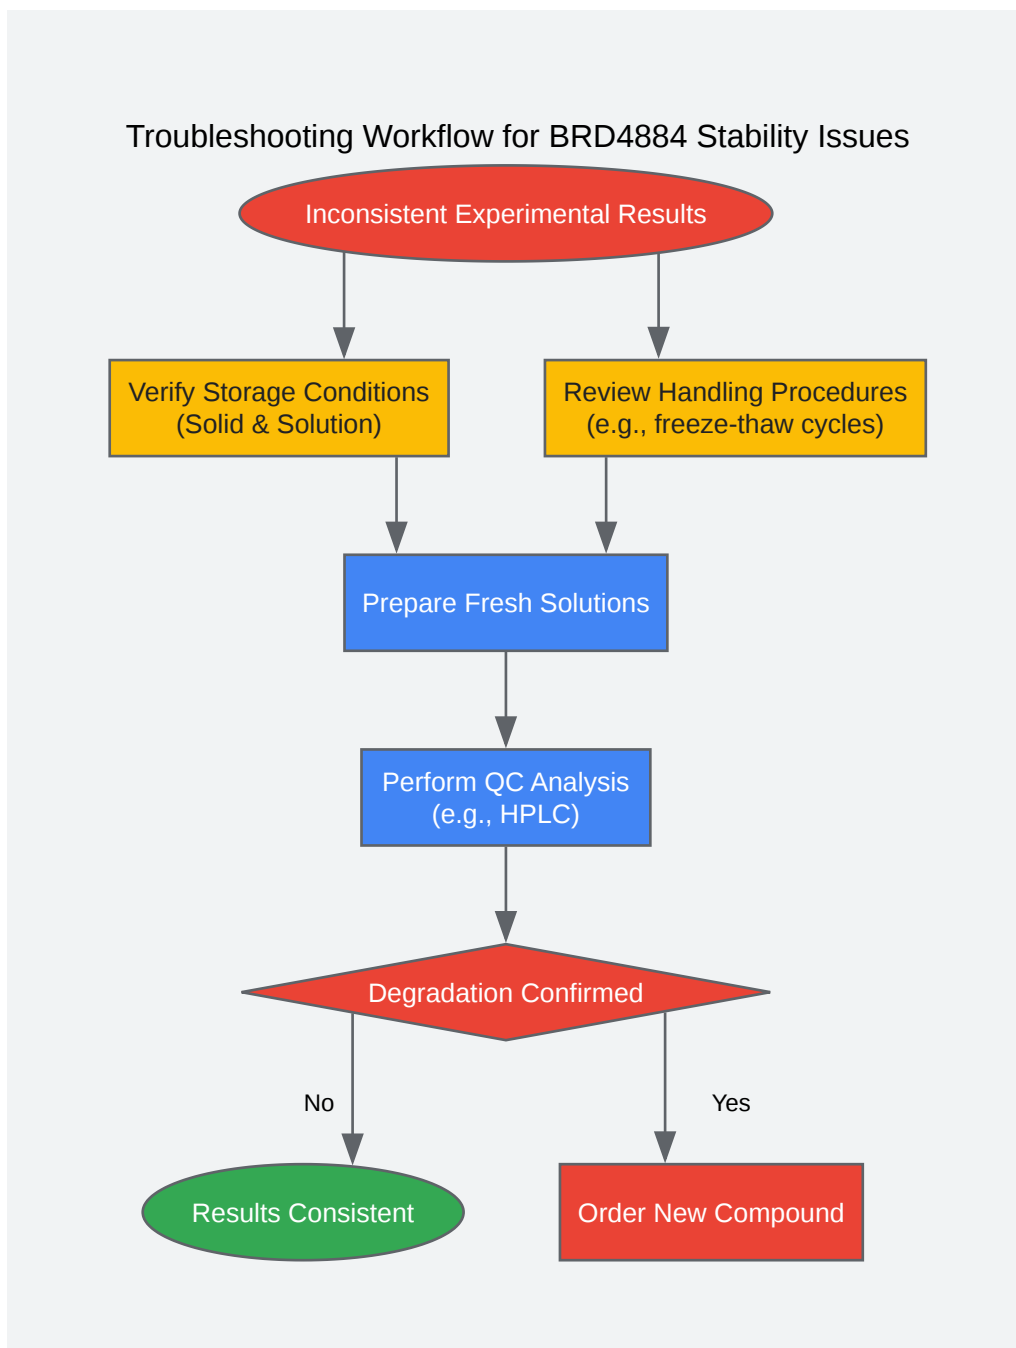 Troubleshooting Workflow for BRD4884 Stability Issues
Inconsistent Experimental Results
Verify Storage Conditions
(Solid & Solution)
Review Handling Procedures
(e.g., freeze-thaw cycles)
Prepare Fresh Solutions
Perform QC Analysis
(e.g., HPLC)
Degradation Confirmed
No
Yes
Results Consistent
Order New Compound